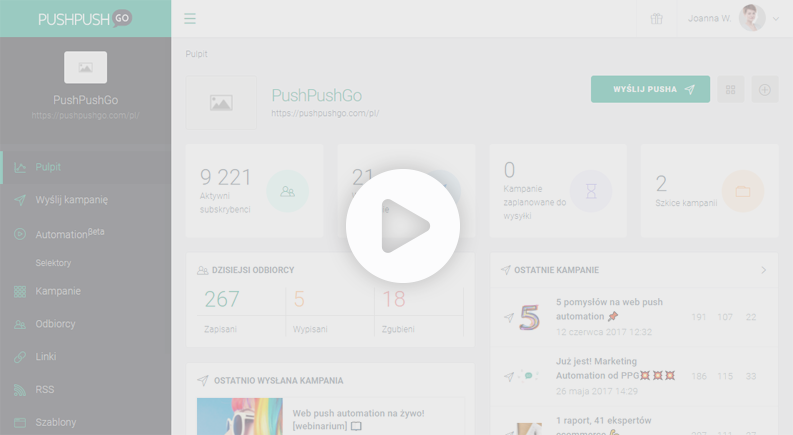 PUSHPUSH GO
Joanna W.
PushPushGo
https://pushpushgo.com/pl/
Pulpit
Wyślij kampanię
Automation Beta
Selektory
Kampanie
Odbiorcy
Linki
RSS
Szablony
Pulpit
PushPushGo
https://pushpushgo.com/pl/
WYŚLIJ PUSHA
9 221
Aktywni
subskrybenci
21
0
Kampanie
zaplanowane do
wysyłki
2
Szkice kampanii
DZISIEJSI ODBIORCY
267
5
18
Zapisani
Wypisani
Zgubieni
OSTATNIO WYSŁANA KAMPANIA
Web push automation na żywo!
[webinarium]
OSTATNIE KAMPANIE
5 pomysłów na web push
automation
12 czerwca 2017 12:32
191 107 22
Już jest! Marketing
Automation od PPG
26 maja 2017 14:29
186 115 33
1 raport, 41 ekspertów